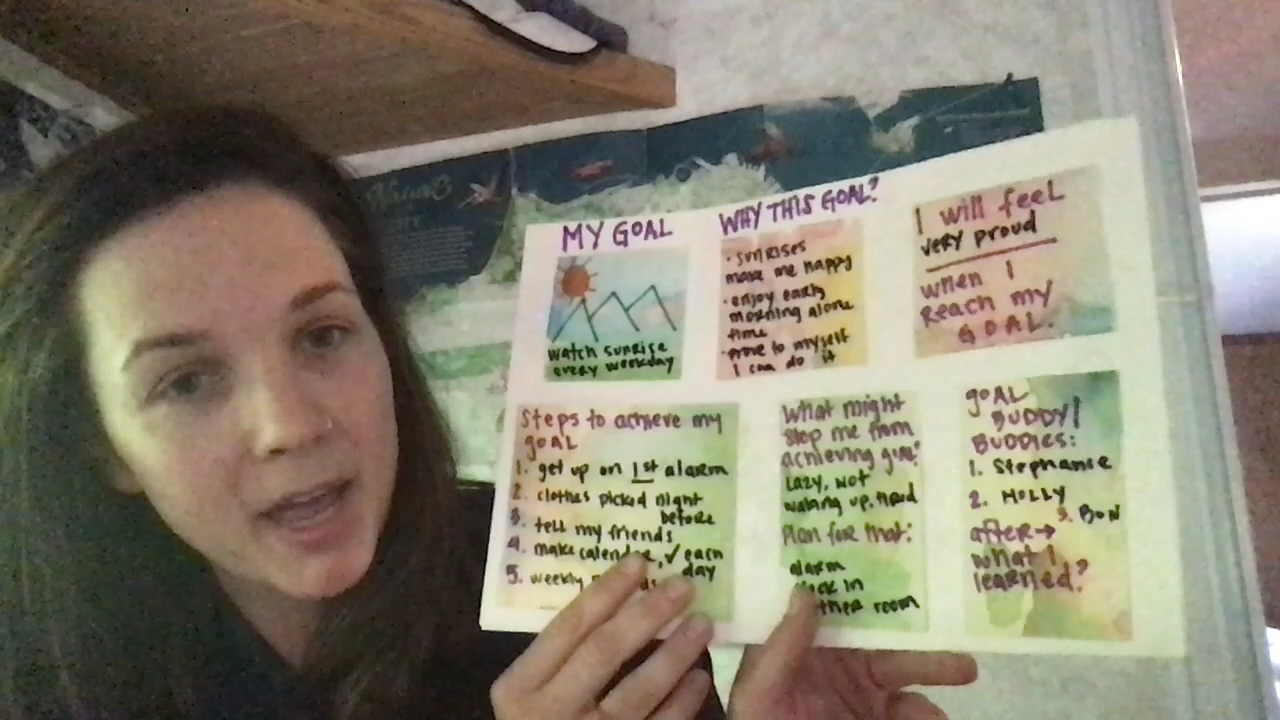 MY GOAL
watch sunrise
every weekday
WHY THIS GOAL?
• sunrises
make me happy
• enjoy early
morning alone
time
• prove to myself
I can do it
I will feel
very proud
when I
reach my
GOAL.
Steps to achieve my
GOAL
1. get up on 1st alarm
2. clothes picked night
before
3. tell my friends
4. make calendar, ✓ each
day
5. weekly
What might
stop me from
achieving goal?
Lazy, not
waking up, tired
Plan for that:
alarm
clock in
other room
GOAL
BUDDY/
BUDDIES:
1. Stephanie
2. HOLLY
3.
after→
what I
learned?